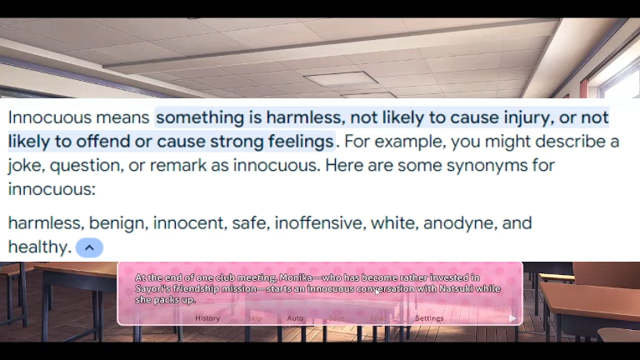 Innocuous means something is harmless, not likely to cause injury, or not
likely to offend or cause strong feelings. For example, you might describe a
joke, question, or remark as innocuous. Here are some synonyms for
innocuous:
harmless, benign, innocent, safe, inoffensive, white, anodyne, and
healthy.
At the end of one club meeting, Monika—who has become rather invested in
Sayori's friendship mission—starts an innocuous conversation with Natsuki while
she packs up.
History Skip Auto Settings